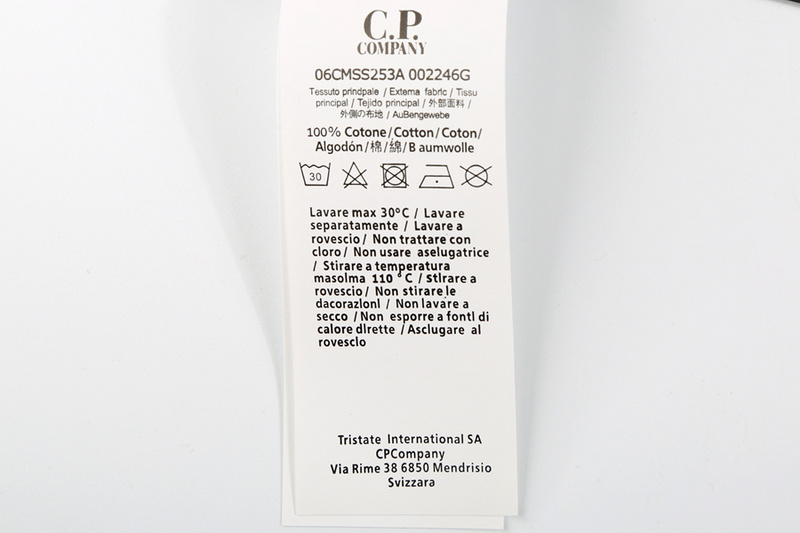 C.P.
COMPANY
06CMSS253A 002246G
Tessuto prindpale / Extema fabric / Tissu
principal / Tejido principal / 外部面料 /
外側の布地 / AuBengewebe
100% Cotone/Cotton/Coton/
Algodón/棉/綿/B aumwolle
30
Lavare max 30°C / Lavare
separatamente / Lavare a
rovescio / Non trattare con
cloro / Non usare aselugatrice
/ Stirare a temperatura
masolma 110°C / stlrare a
rovescio / Non stirare le
dacorazlonl / Non lavare a
secco / Non esporre a fontl di
calore dlrette / Asclugare al
rovesclo
Tristate International SA
CPCompany
Via Rime 38 6850 Mendrisio
Svizzara